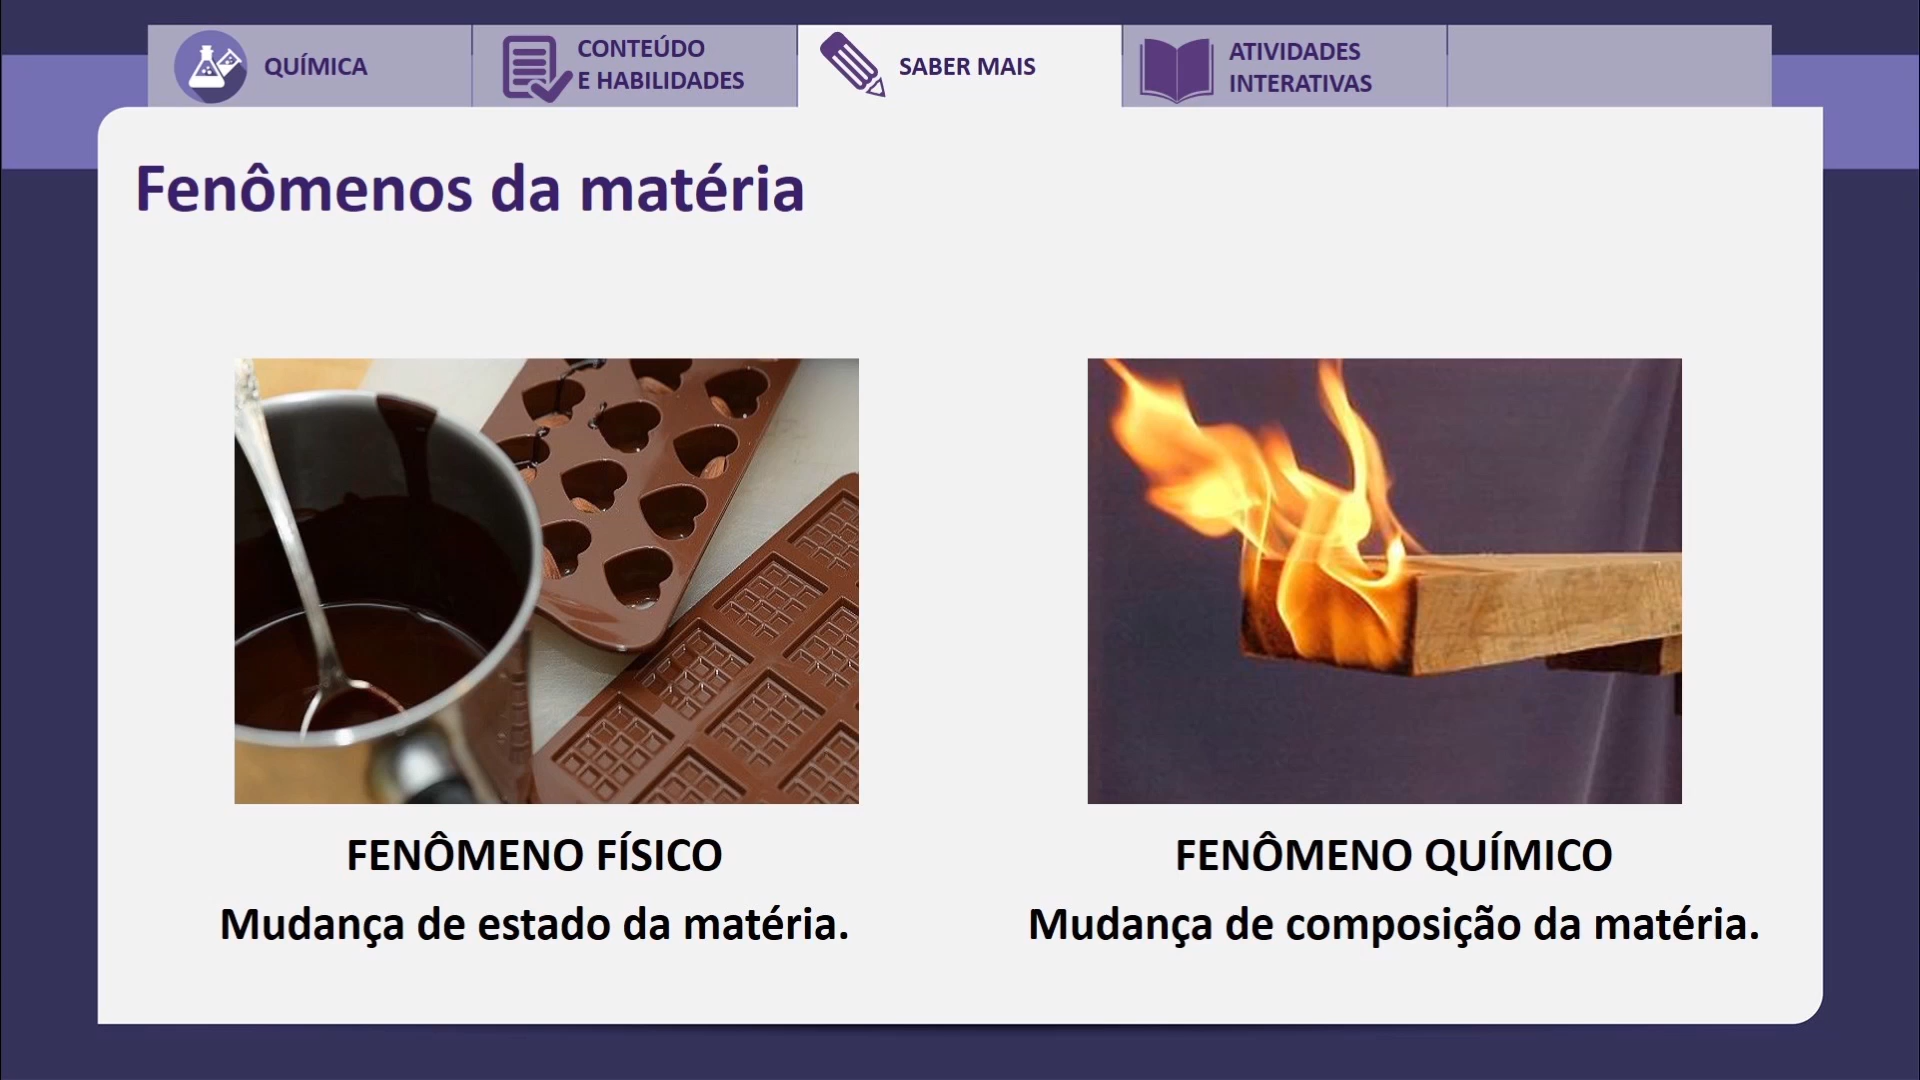 QUÍMICA
CONTEÚDO
E HABILIDADES
SABER MAIS
ATIVIDADES
INTERATIVAS
Fenômenos da matéria
FENÔMENO FÍSICO
Mudança de estado da matéria.
FENÔMENO QUÍMICO
Mudança de composição da matéria.